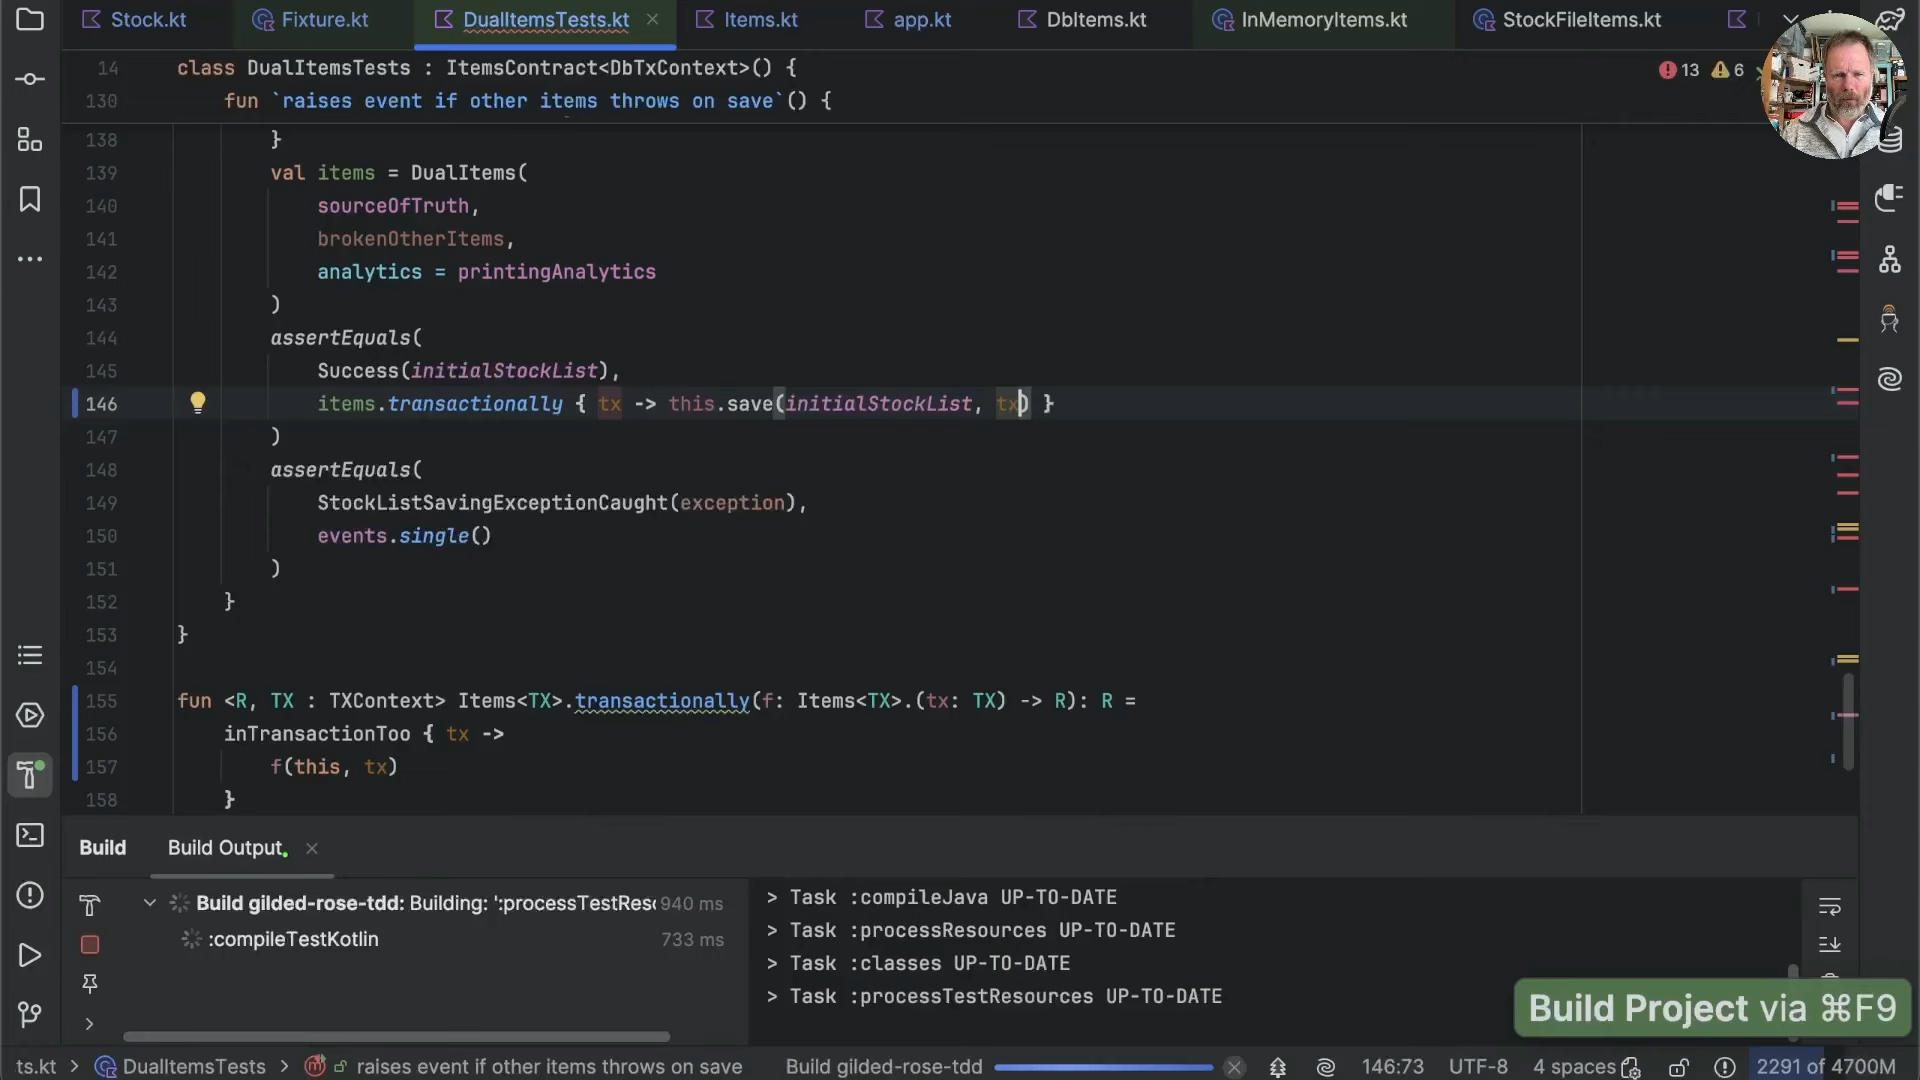 Stock.kt Fixture.kt DualItemsTests.kt Items.kt app.kt DbItems.kt InMemoryItems.kt StockFileItems.kt
14 class DualItemsTests : ItemsContract<DbTxContext>() {
13 6
130 fun `raises event if other items throws on save`() {
138 }
139 val items = DualItems(
140 sourceOfTruth,
141 brokenOtherItems,
142 analytics = printingAnalytics
143 )
144 assertEquals(
145 Success(initialStockList),
146 items.transactionally { tx -> this.save(initialStockList, tx) }
147 )
148 assertEquals(
149 StockListSavingExceptionCaught(exception),
150 events.single()
151 )
152 }
153 }
154
155 fun <R, TX : TXContext> Items<TX>.transactionally(f: Items<TX>.(tx: TX) -> R): R =
156 inTransactionToo { tx ->
157 f(this, tx)
158 }
Build Build Output
Build gilded-rose-tdd: Building: ':processTestResc 940 ms
:compileTestKotlin 733 ms
> Task :compileJava UP-TO-DATE
> Task :processResources UP-TO-DATE
> Task :classes UP-TO-DATE
> Task :processTestResources UP-TO-DATE
Build Project via ⌘F9
ts.kt > DualItemsTests > raises event if other items throws on save Build gilded-rose-tdd 146:73 UTF-8 4 spaces 2291 of 4700M